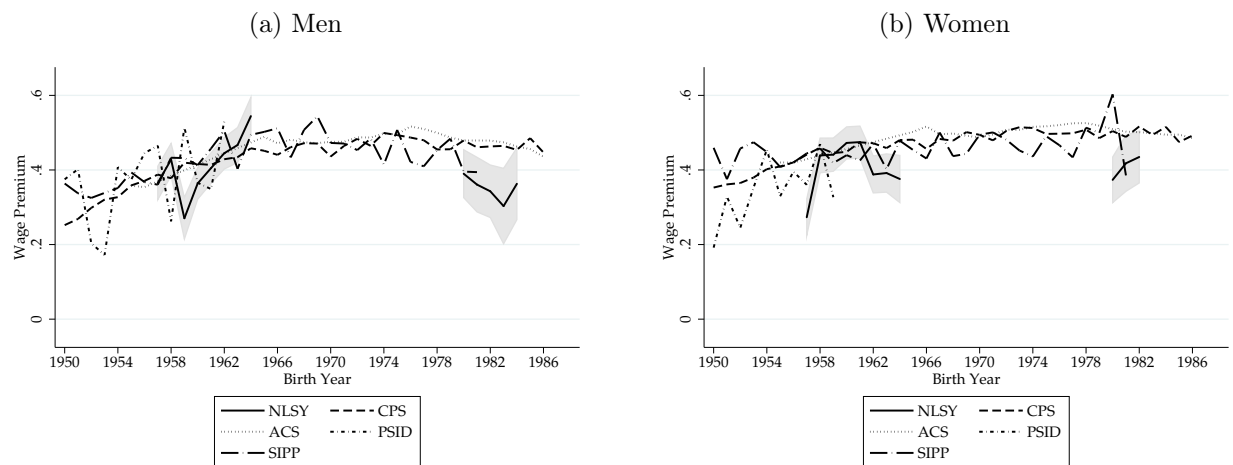 (a) Men
.6
.4
.2
0
Wage Premium
1950 1954 1958 1962 1966 1970 1974 1978 1982 1986
Birth Year
NLSY CPS
ACS PSID
SIPP
(b) Women
.6
.4
.2
0
Wage Premium
1950 1954 1958 1962 1966 1970 1974 1978 1982 1986
Birth Year
NLSY CPS
ACS PSID
SIPP